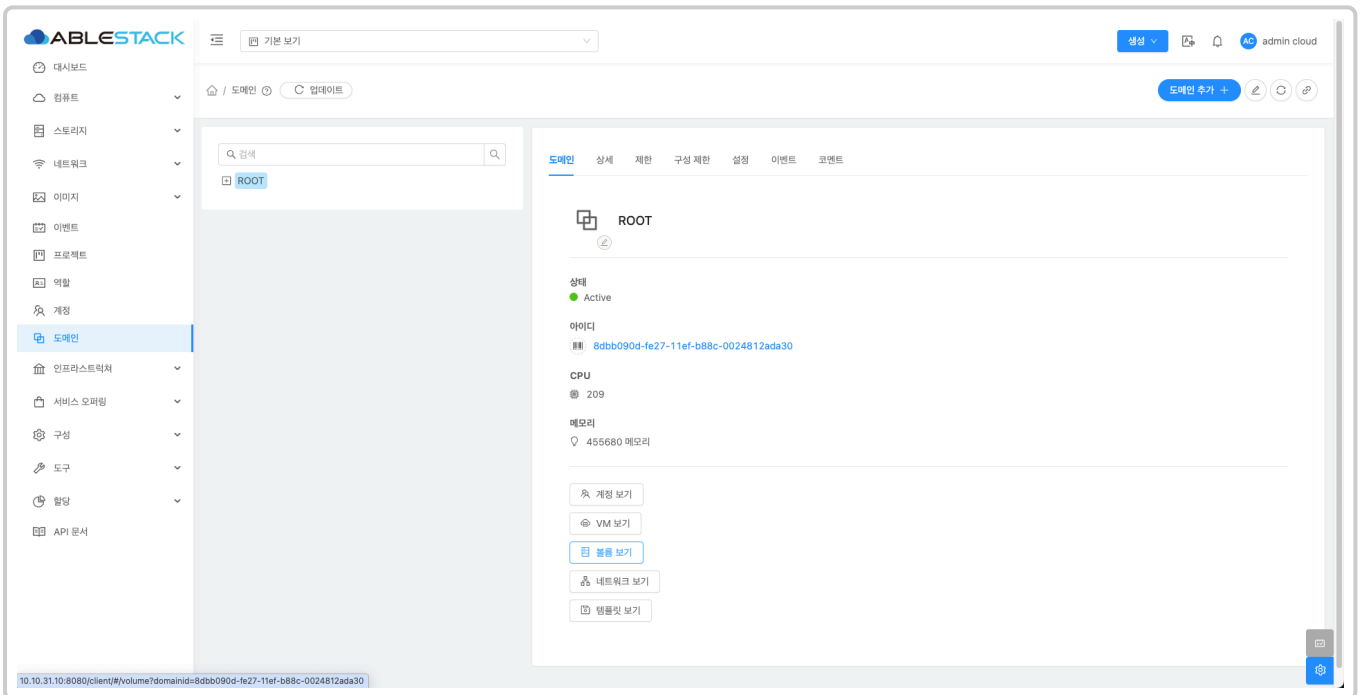 ABLESTACK
기본 보기
생성
AC
admin cloud
대시보드
컴퓨트
스토리지
네트워크
이미지
이벤트
프로젝트
역할
계정
도메인
인프라스트럭쳐
서비스 오퍼링
구성
도구
할당
API 문서
/ 도메인
업데이트
도메인 추가 +
검색
ROOT
도메인 상세 제한 구성 제한 설정 이벤트 코멘트
ROOT
상태
Active
아이디
8dbb090d-fe27-11ef-b88c-0024812ada30
CPU
209
메모리
455680 메모리
계정 보기
VM 보기
볼륨 보기
네트워크 보기
템플릿 보기
10.10.31.10:8080/client/#/volume?domainid=8dbb090d-fe27-11ef-b88c-0024812ada30